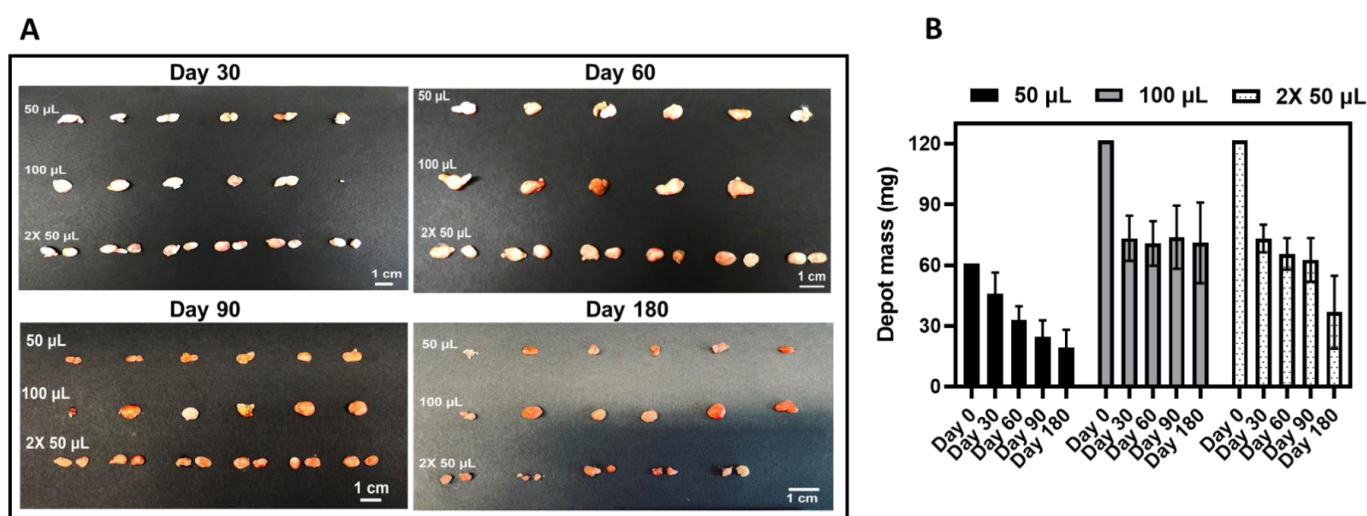 A
B
Day 30
Day 60
50 µL
100 µL
2X 50 µL
1 cm
50 µL
100 µL
2X 50 µL
1 cm
Day 90
Day 180
50 µL
100 µL
2X 50 µL
1 cm
50 µL
100 µL
2X 50 µL
1 cm
50 µL 100 µL 2X 50 µL
Depot mass (mg)
120
90
60
30
0
Day 0
Day 30
Day 60
Day 90
Day 180
Day 0
Day 30
Day 60
Day 90
Day 180
Day 0
Day 30
Day 60
Day 90
Day 180